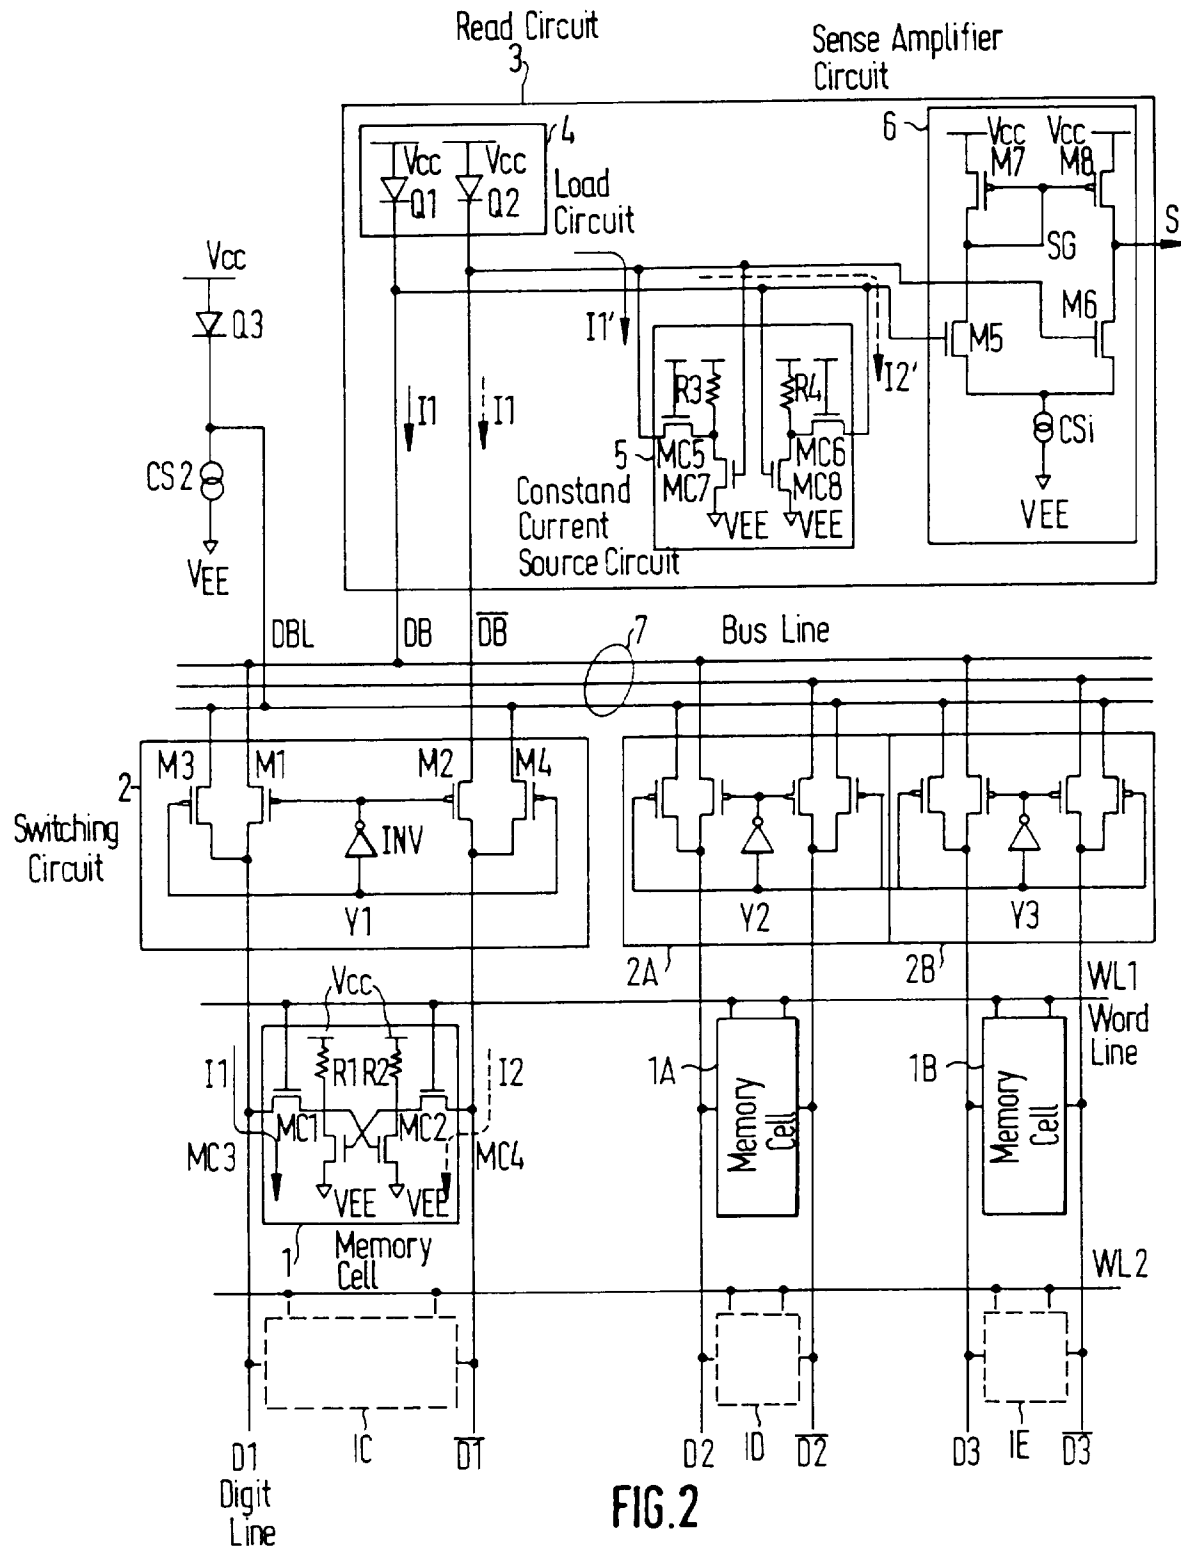 Read Circuit
3
Sense Amplifier
Circuit
4
6
Vcc
Vcc
Q1
Q2
Load
Circuit
Vcc
M7
Vcc
M8
S
SG
Vcc
Q3
M6
M5
I1'
I2'
I1
I1
R3
R4
CSi
CS2
5
MC5
MC6
MC7
MC8
VEE
VEE
VEE
Constand
Current
Source Circuit
VEE
DBL
DB
DB
7
Bus Line
M3
M1
M2
M4
2
INV
Switching
Circuit
Y1
Y2
Y3
2A
2B
Vcc
WL1
Word
Line
I1
R1
R2
I2
1A
1B
MC1
MC2
Memory
Cell
Memory
Cell
MC3
MC4
VEE
VEE
1
Memory
Cell
WL2
IC
ID
IE
D1
D1
D2
D2
D3
D3
Digit
Line
FIG.2